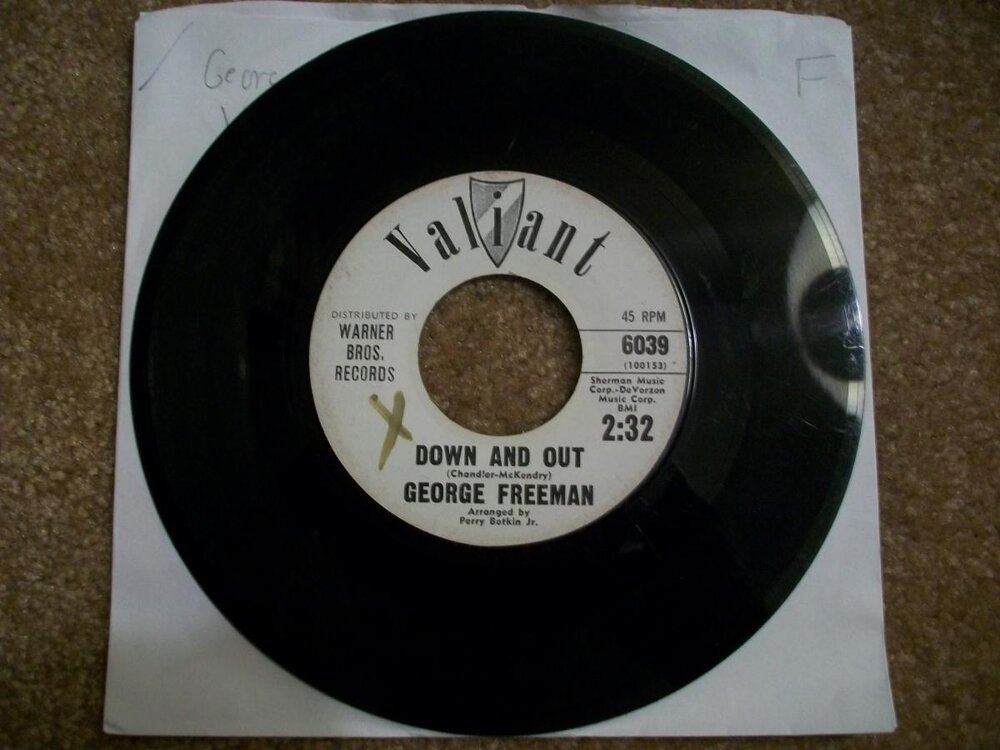 Geor
F
Valiant
DISTRIBUTED BY
WARNER
BROS.
RECORDS
45 RPM
6039
(100153)
Sherman Music
Corp.-DeVorzon
Music Corp.
BMI
2:32
X
DOWN AND OUT
(Chandler-McKendry)
GEORGE FREEMAN
Arranged by
Perry Botkin Jr.